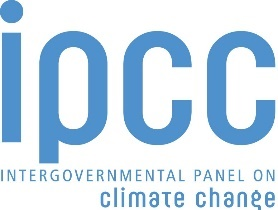 ipcc
INTERGOVERNMENTAL PANEL ON
climate change